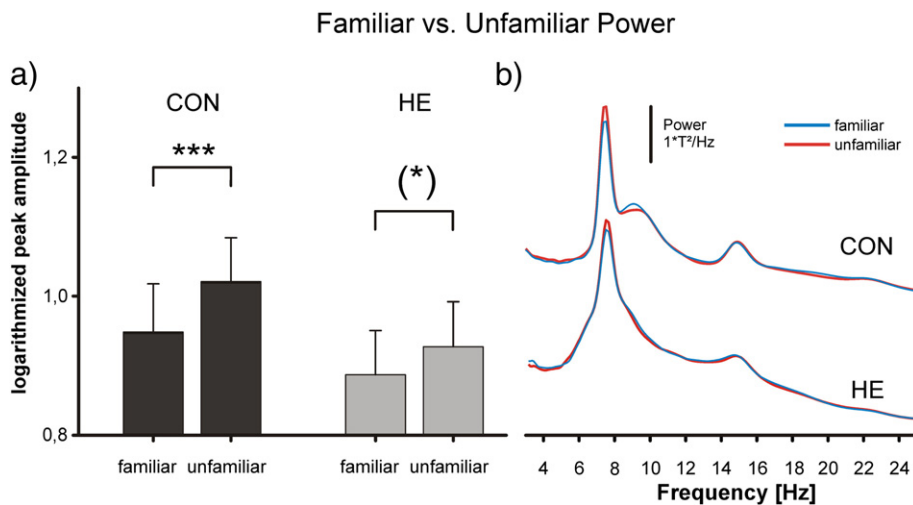 Familiar vs. Unfamiliar Power
a)
logarithmized peak amplitude
1,2
1,0
0,8
CON
***
HE
(*)
familiar unfamiliar
familiar unfamiliar
b)
Power
1*T²/Hz
familiar
unfamiliar
CON
HE
4 6 8 10 12 14 16 18 20 22 24
Frequency [Hz]